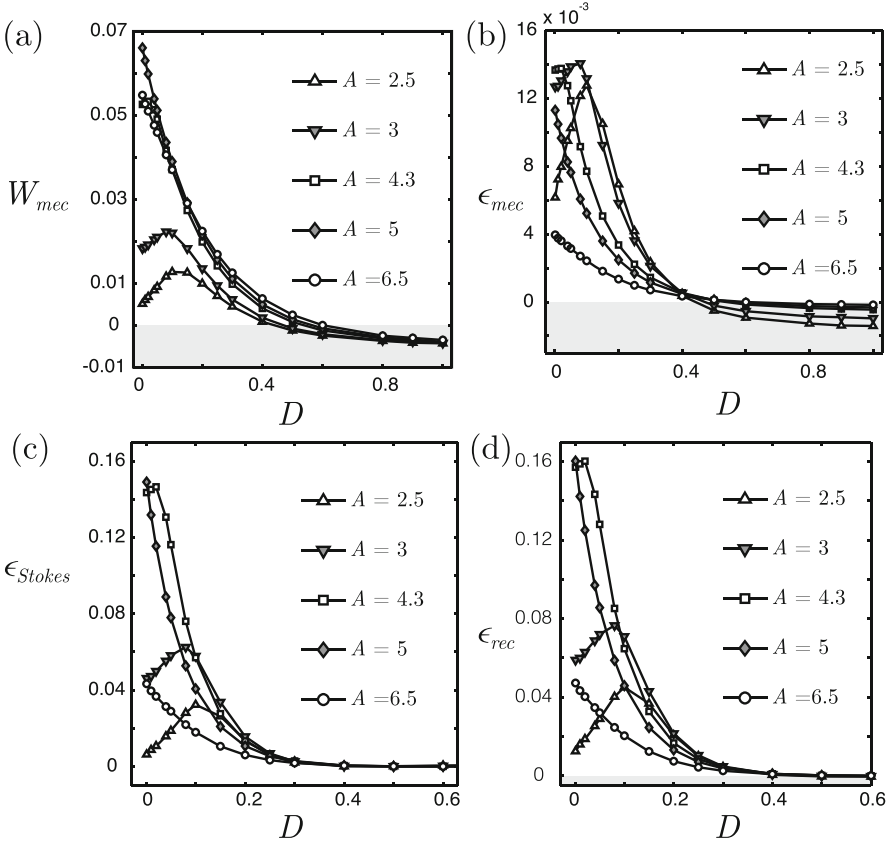 (a)
0.07
0.05
0.03
0.01
0
-0.01
W_mec
A = 2.5
A = 3
A = 4.3
A = 5
A =6.5
0 0.4 0.8
D
(b)
x 10^-3
16
12
8
4
0
ϵ_mec
A = 2.5
A = 3
A = 4.3
A = 5
A =6.5
0 0.4 0.8
D
(c)
0.16
0.12
0.08
0.04
0
ϵ_Stokes
A = 2.5
A = 3
A = 4.3
A = 5
A =6.5
0 0.2 0.4 0.6
D
(d)
0.16
0.12
0.08
0.04
0
ϵ_rec
A = 2.5
A = 3
A = 4.3
A = 5
A =6.5
0 0.2 0.4 0.6
D